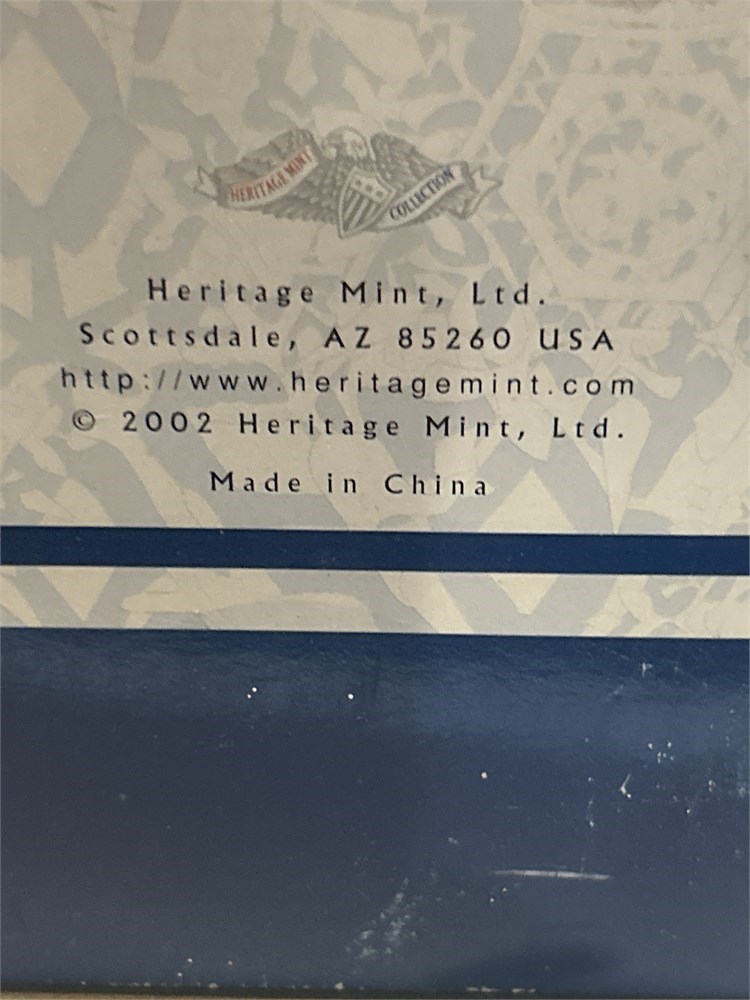 HERITAGE MINT
COLLECTION
Heritage Mint, Ltd.
Scottsdale, AZ 85260 USA
http://www.heritagemint.com
© 2002 Heritage Mint, Ltd.
Made in China